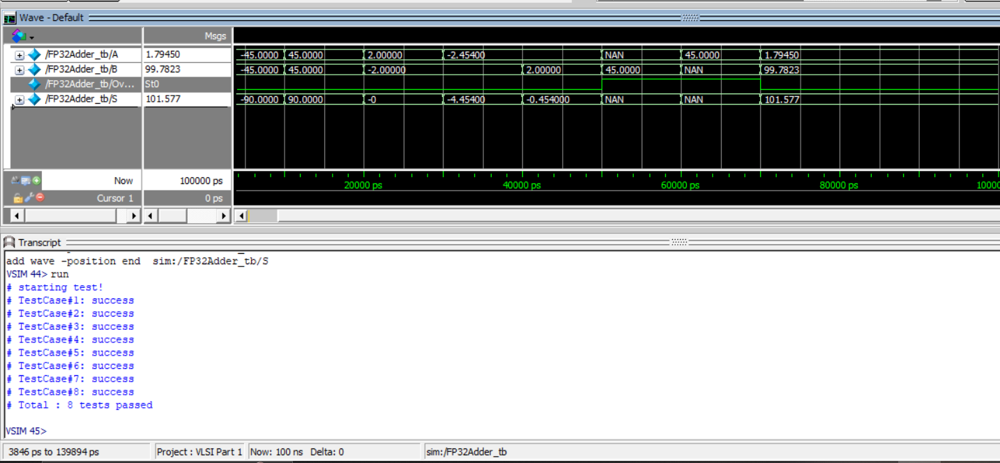 Wave - Default
Msgs
/FP32Adder_tb/A 1.79450 -45.0000 45.0000 2.00000 -2.45400 NAN 45.0000 1.79450
/FP32Adder_tb/B 99.7823 -45.0000 45.0000 -2.00000 2.00000 45.0000 NAN 99.7823
/FP32Adder_tb/Ov... St0
/FP32Adder_tb/S 101.577 -90.0000 90.0000 -0 -4.45400 -0.454000 NAN NAN 101.577
Now 100000 ps 20000 ps 40000 ps 60000 ps 80000 ps 10000
Cursor 1 0 ps
Transcript
add wave -position end sim:/FP32Adder_tb/S
VSIM 44> run
# starting test!
# TestCase#1: success
# TestCase#2: success
# TestCase#3: success
# TestCase#4: success
# TestCase#5: success
# TestCase#6: success
# TestCase#7: success
# TestCase#8: success
# Total : 8 tests passed
VSIM 45>
3846 ps to 139894 ps Project : VLSI Part 1 Now: 100 ns Delta: 0 sim:/FP32Adder_tb